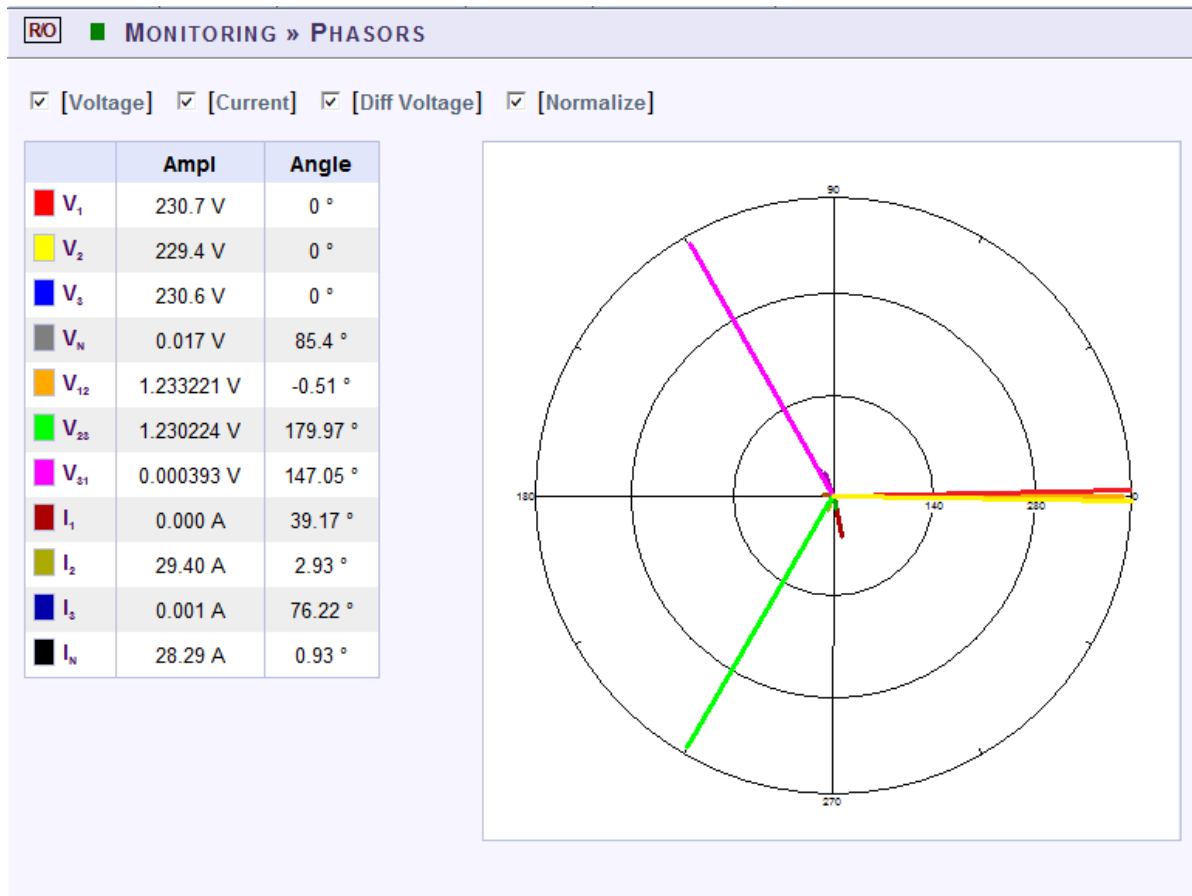 R/O MONITORING » PHASORS
[Voltage] [Current] [Diff Voltage] [Normalize]
Ampl Angle
V1 230.7 V 0 °
V2 229.4 V 0 °
V3 230.6 V 0 °
VN 0.017 V 85.4 °
V12 1.233221 V -0.51 °
V23 1.230224 V 179.97 °
V31 0.000393 V 147.05 °
I1 0.000 A 39.17 °
I2 29.40 A 2.93 °
I3 0.001 A 76.22 °
IN 28.29 A 0.93 °
90
180 0
140 280
270